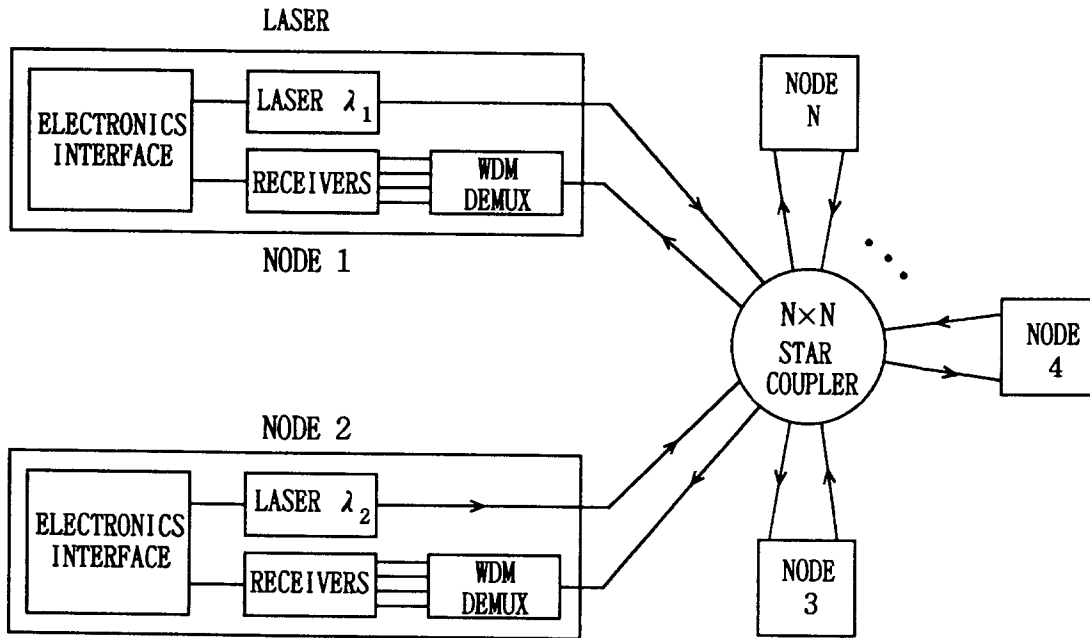 LASER
ELECTRONICS
INTERFACE
LASER λ1
RECEIVERS
WDM
DEMUX
NODE 1
NODE
N
N×N
STAR
COUPLER
NODE
4
NODE 2
ELECTRONICS
INTERFACE
LASER λ2
RECEIVERS
WDM
DEMUX
NODE
3